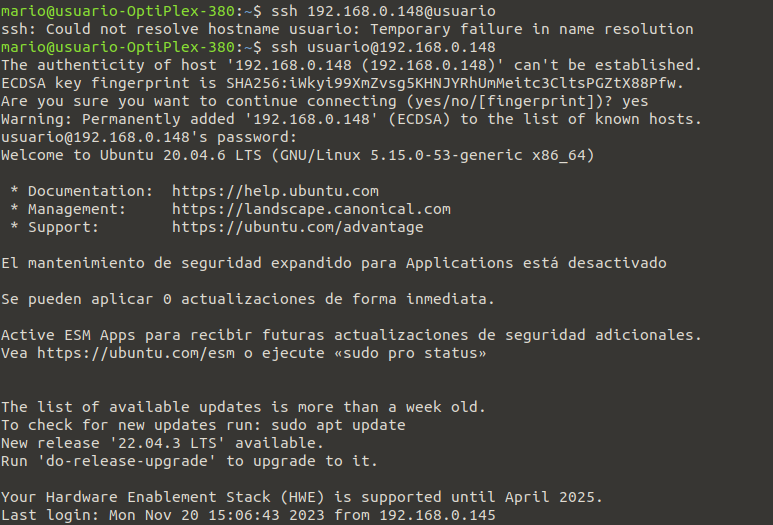 mario@usuario-OptiPlex-380:~$ ssh 192.168.0.148@usuario
ssh: Could not resolve hostname usuario: Temporary failure in name resolution
mario@usuario-OptiPlex-380:~$ ssh usuario@192.168.0.148
The authenticity of host '192.168.0.148 (192.168.0.148)' can't be established.
ECDSA key fingerprint is SHA256:iWkyi99XmZvsg5KHNJYRhUmMeitc3CltsPGZtX88Pfw.
Are you sure you want to continue connecting (yes/no/[fingerprint])? yes
Warning: Permanently added '192.168.0.148' (ECDSA) to the list of known hosts.
usuario@192.168.0.148's password:
Welcome to Ubuntu 20.04.6 LTS (GNU/Linux 5.15.0-53-generic x86_64)
* Documentation:  https://help.ubuntu.com
* Management:     https://landscape.canonical.com
* Support:        https://ubuntu.com/advantage
El mantenimiento de seguridad expandido para Applications está desactivado
Se pueden aplicar 0 actualizaciones de forma inmediata.
Active ESM Apps para recibir futuras actualizaciones de seguridad adicionales.
Vea https://ubuntu.com/esm o ejecute «sudo pro status»
The list of available updates is more than a week old.
To check for new updates run: sudo apt update
New release '22.04.3 LTS' available.
Run 'do-release-upgrade' to upgrade to it.
Your Hardware Enablement Stack (HWE) is supported until April 2025.
Last login: Mon Nov 20 15:06:43 2023 from 192.168.0.145